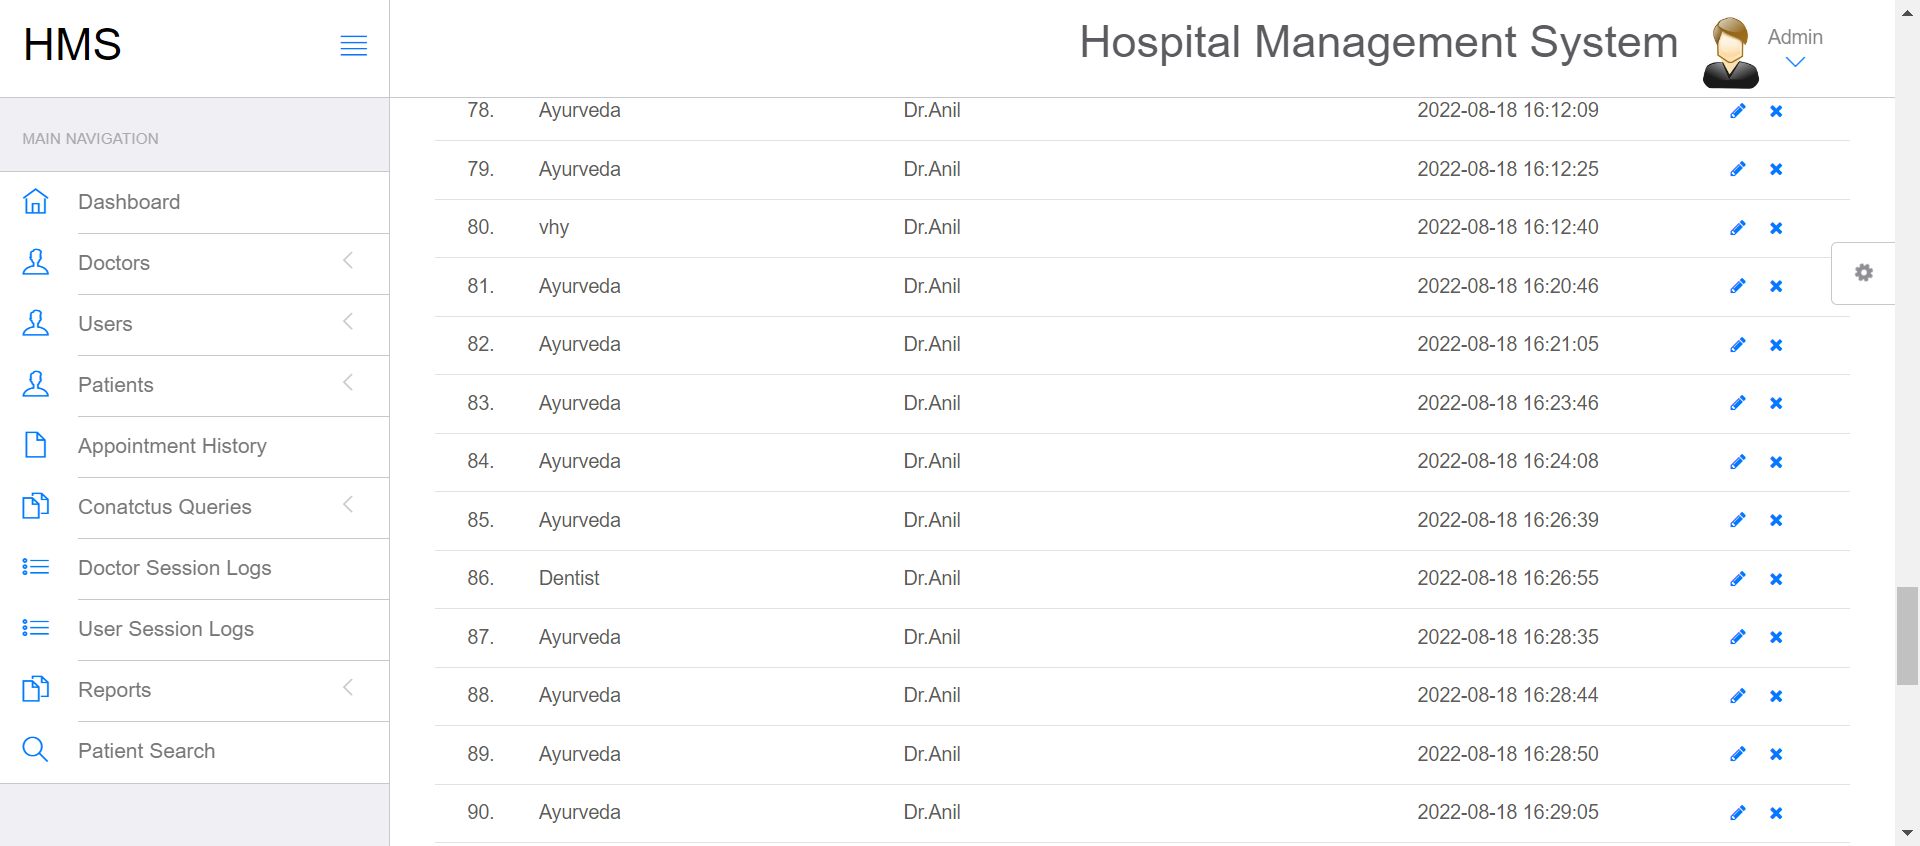 HMS
Hospital Management System
Admin
MAIN NAVIGATION
Dashboard
Doctors
Users
Patients
Appointment History
Conatctus Queries
Doctor Session Logs
User Session Logs
Reports
Patient Search
78. Ayurveda Dr.Anil 2022-08-18 16:12:09
79. Ayurveda Dr.Anil 2022-08-18 16:12:25
80. vhy Dr.Anil 2022-08-18 16:12:40
81. Ayurveda Dr.Anil 2022-08-18 16:20:46
82. Ayurveda Dr.Anil 2022-08-18 16:21:05
83. Ayurveda Dr.Anil 2022-08-18 16:23:46
84. Ayurveda Dr.Anil 2022-08-18 16:24:08
85. Ayurveda Dr.Anil 2022-08-18 16:26:39
86. Dentist Dr.Anil 2022-08-18 16:26:55
87. Ayurveda Dr.Anil 2022-08-18 16:28:35
88. Ayurveda Dr.Anil 2022-08-18 16:28:44
89. Ayurveda Dr.Anil 2022-08-18 16:28:50
90. Ayurveda Dr.Anil 2022-08-18 16:29:05